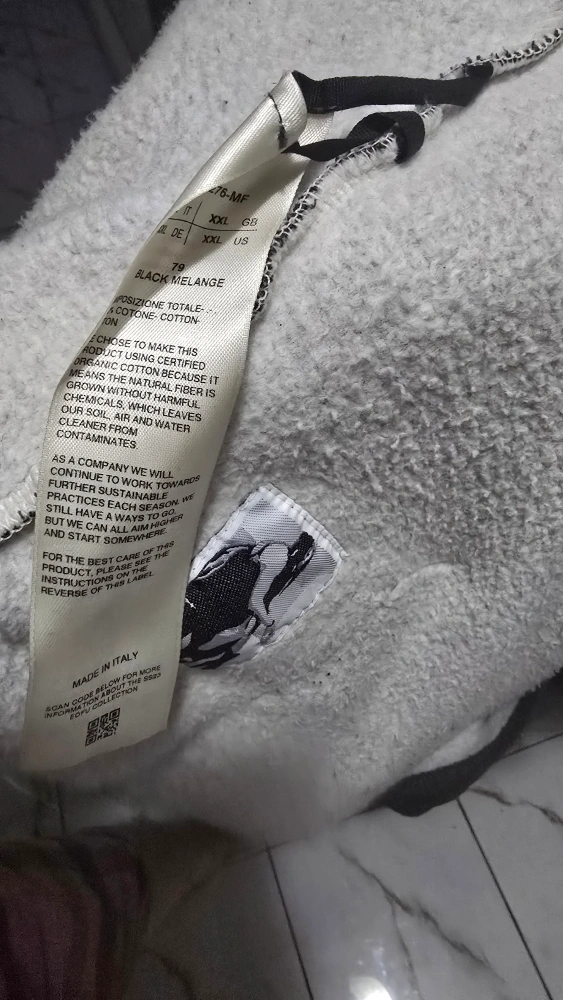 276-MF
IT XXL GB
DE XXL US
79
BLACK MELANGE
POSIZIONE TOTALE-
% COTONE- COTTON-
TON
E CHOSE TO MAKE THIS
RODUCT USING CERTIFIED
ORGANIC COTTON BECAUSE IT
MEANS THE NATURAL FIBER IS
GROWN WITHOUT HARMFUL
CHEMICALS, WHICH LEAVES
OUR SOIL, AIR AND WATER
CLEANER FROM
CONTAMINATES.
AS A COMPANY WE WILL
CONTINUE TO WORK TOWARDS
FURTHER SUSTAINABLE
PRACTICES EACH SEASON. WE
STILL HAVE A WAYS TO GO,
BUT WE CAN ALL AIM HIGHER
AND START SOMEWHERE.
FOR THE BEST CARE OF THIS
PRODUCT, PLEASE SEE THE
INSTRUCTIONS ON THE
REVERSE OF THIS LABEL
MADE IN ITALY
SCAN CODE BELOW FOR MORE
INFORMATION ABOUT THE SS23
EDFU COLLECTION